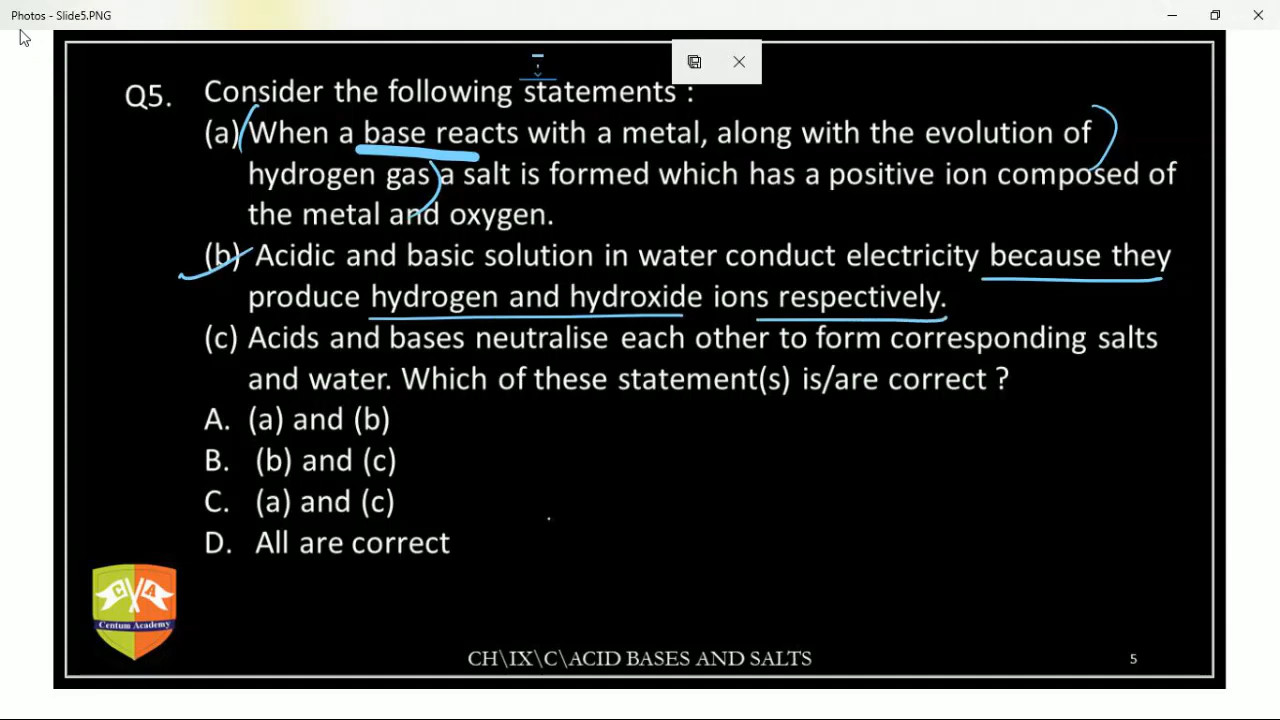 Photos - Slide5.PNG
Q5. Consider the following statements :
(a) When a base reacts with a metal, along with the evolution of
hydrogen gas a salt is formed which has a positive ion composed of
the metal and oxygen.
(b) Acidic and basic solution in water conduct electricity because they
produce hydrogen and hydroxide ions respectively.
(c) Acids and bases neutralise each other to form corresponding salts
and water. Which of these statement(s) is/are correct ?
A. (a) and (b)
B. (b) and (c)
C. (a) and (c)
D. All are correct
C A
Centum Academy
CH\IX\C\ACID BASES AND SALTS
5